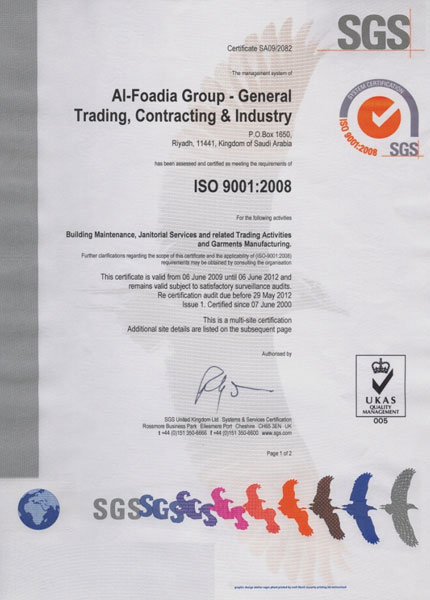 SGS
Certificate SA09/2082
The management system of
Al-Foadia Group - General
Trading, Contracting & Industry
P.O.Box 1650,
Riyadh, 11441, Kingdom of Saudi Arabia
SYSTEM CERTIFICATION
ISO 9001:2008
SGS
has been assessed and certified as meeting the requirements of
ISO 9001:2008
For the following activities
Building Maintenance, Janitorial Services and related Trading Activities
and Garments Manufacturing.
Further clarifications regarding the scope of this certificate and the applicability of (ISO-9001:2008)
requirements may be obtained by consulting the organisation
This certificate is valid from 06 June 2009 until 06 June 2012 and
remains valid subject to satisfactory surveillance audits.
Re certification audit due before 29 May 2012
Issue 1. Certified since 07 June 2000
This is a multi-site certification
Additional site details are listed on the subsequent page
Authorised by
UKAS
QUALITY
MANAGEMENT
005
SGS United Kingdom Ltd Systems & Services Certification
Rossmore Business Park Ellesmere Port Cheshire CH65 3EN UK
t +44 (0)151 350-6666 f +44 (0)151 350-6600 www.sgs.com
Page 1 of 2
SGS SGS